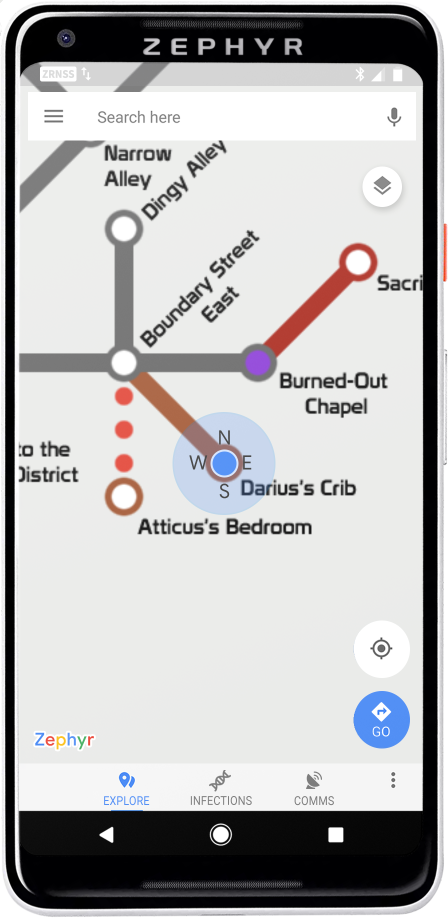 ZEPHYR
ZRNSS
Search here
Narrow
Alley
Dingy Alley
Boundary Street
East
Sacri
Burned-Out
Chapel
to the
District
N
W E
S
Darius's Crib
Atticus's Bedroom
GO
Zephyr
EXPLORE INFECTIONS COMMS